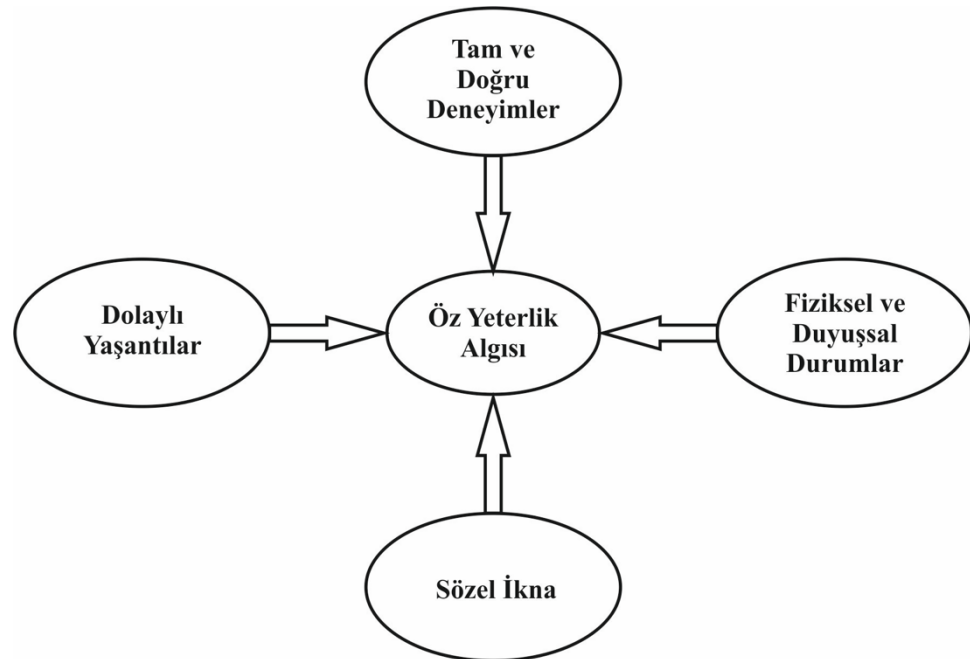 Tam ve
Doğru
Deneyimler
Dolaylı
Yaşantılar
Öz Yeterlik
Algısı
Fiziksel ve
Duyuşsal
Durumlar
Sözel İkna